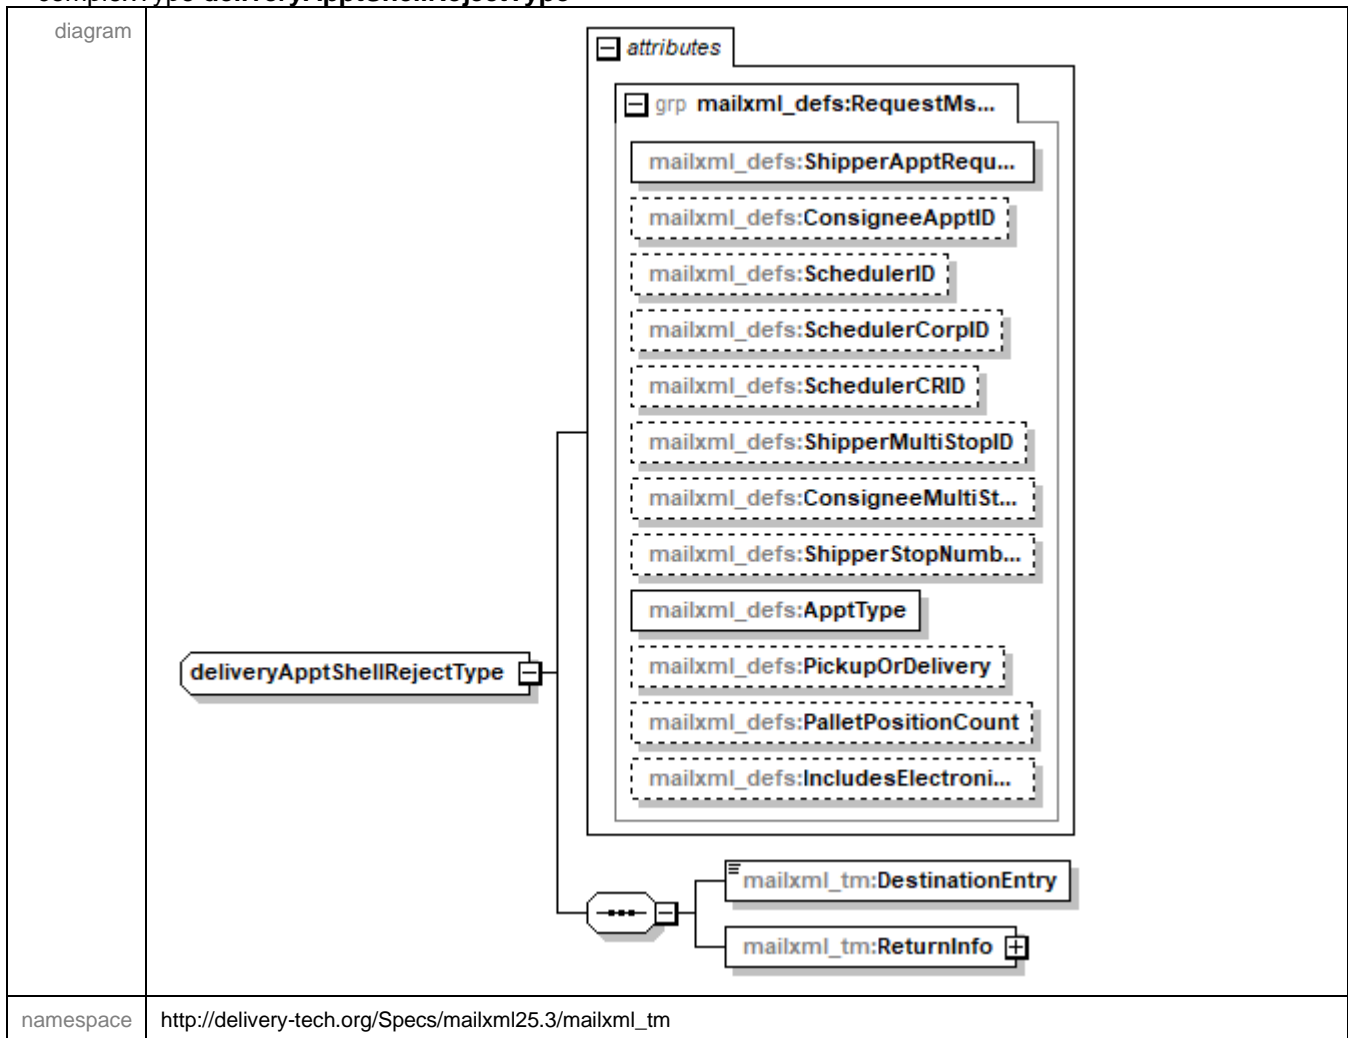 complexType deliveryApptShellRejectType
diagram
attributes
grp mailxml_defs:RequestMs...
mailxml_defs:ShipperApptRequ...
mailxml_defs:ConsigneeApptID
mailxml_defs:SchedulerID
mailxml_defs:SchedulerCorpID
mailxml_defs:SchedulerCRID
mailxml_defs:ShipperMultiStopID
mailxml_defs:ConsigneeMultiSt...
mailxml_defs:ShipperStopNumb...
mailxml_defs:ApptType
mailxml_defs:PickupOrDelivery
mailxml_defs:PalletPositionCount
mailxml_defs:IncludesElectroni...
deliveryApptShellRejectType
mailxml_tm:DestinationEntry
mailxml_tm:ReturnInfo
namespace http://delivery-tech.org/Specs/mailxml25.3/mailxml_tm